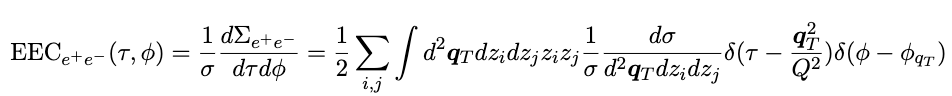 $\mathrm{EEC}_{e^+e^-}(\tau,\phi) = \frac{1}{\sigma}\frac{d\Sigma_{e^+e^-}}{d\tau d\phi} = \frac{1}{2}\sum_{i,j}\int d^2\boldsymbol{q}_T dz_i dz_j z_i z_j \frac{1}{\sigma}\frac{d\sigma}{d^2\boldsymbol{q}_T dz_i dz_j}\delta(\tau - \frac{\boldsymbol{q}_T^2}{Q^2})\delta(\phi - \phi_{q_T})$